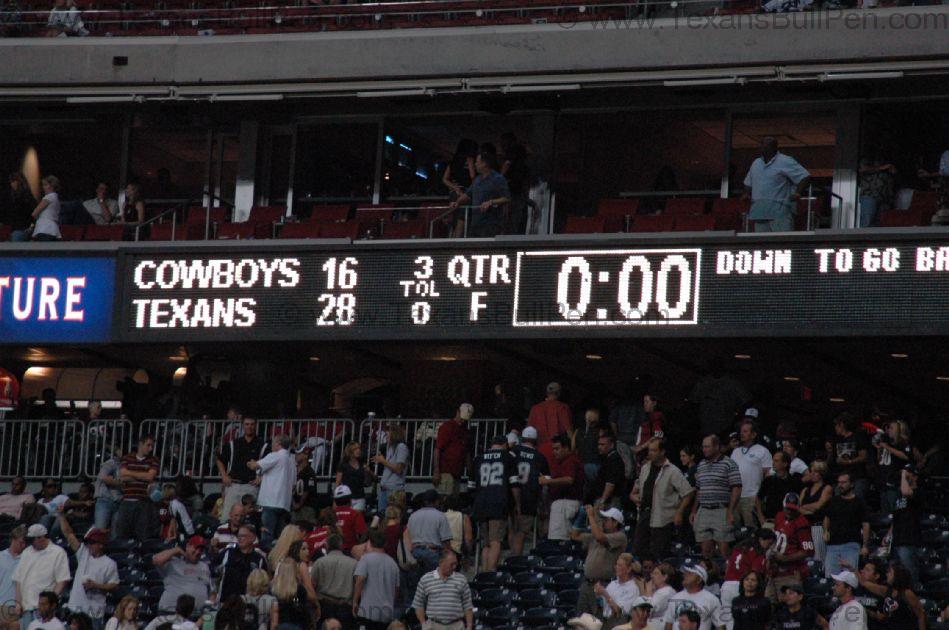 © www.TexansBullPen.com
TURE
COWBOYS 16 3 QTR 0:00 DOWN TO GO BA
TOL
TEXANS 28 0 F
82